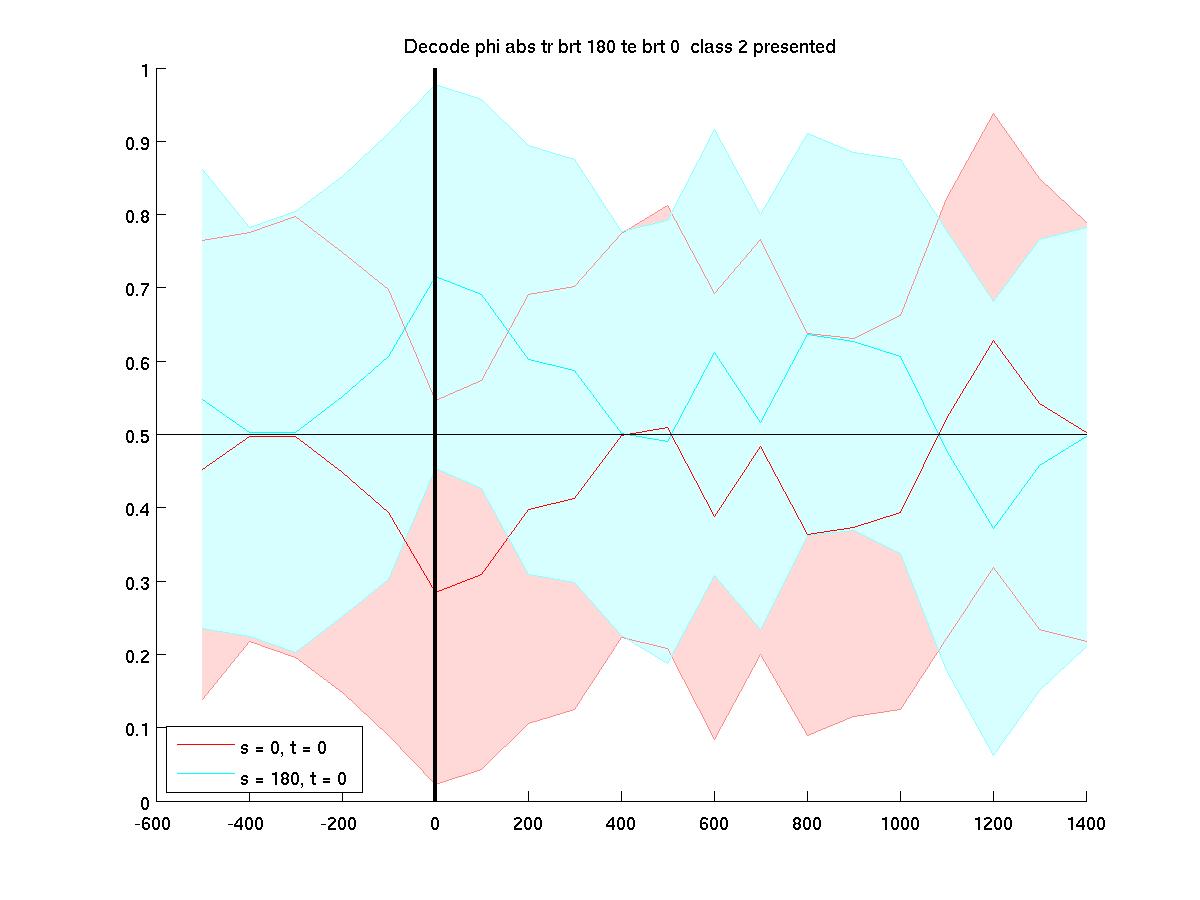 Decode phi abs tr brt 180 te brt 0  class 2 presented
1
0.9
0.8
0.7
0.6
0.5
0.4
0.3
0.2
0.1
0
s = 0, t = 0
s = 180, t = 0
-600 -400 -200 0 200 400 600 800 1000 1200 1400